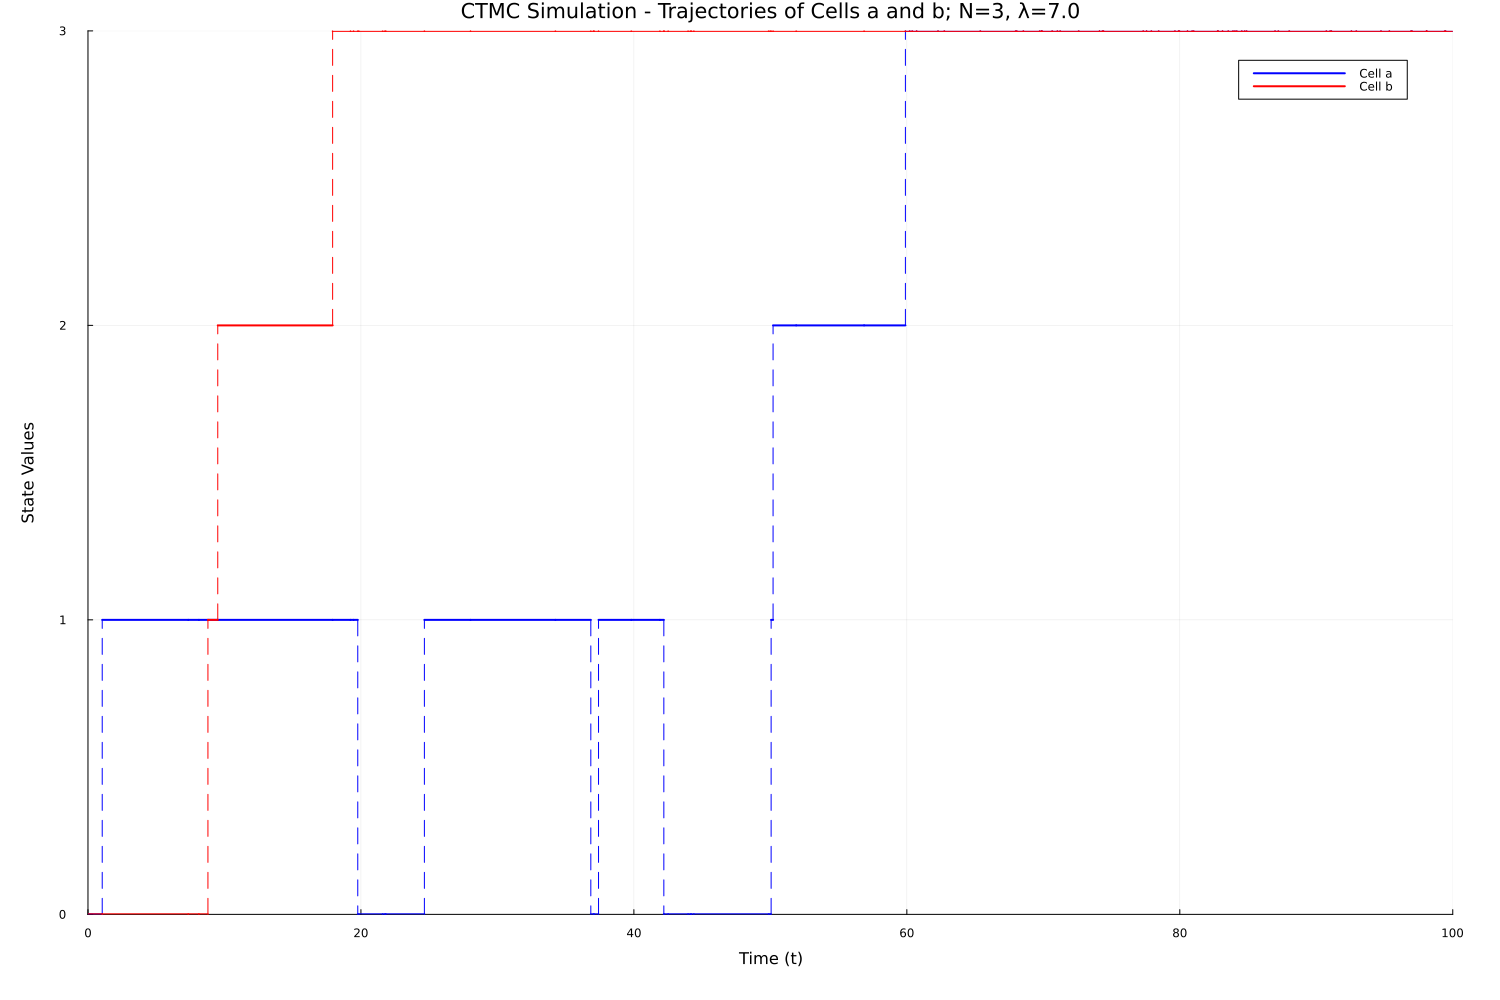 CTMC Simulation - Trajectories of Cells a and b; N=3, λ=7.0
3
Cell a
Cell b
2
State Values
1
0
0 20 40 60 80 100
Time (t)